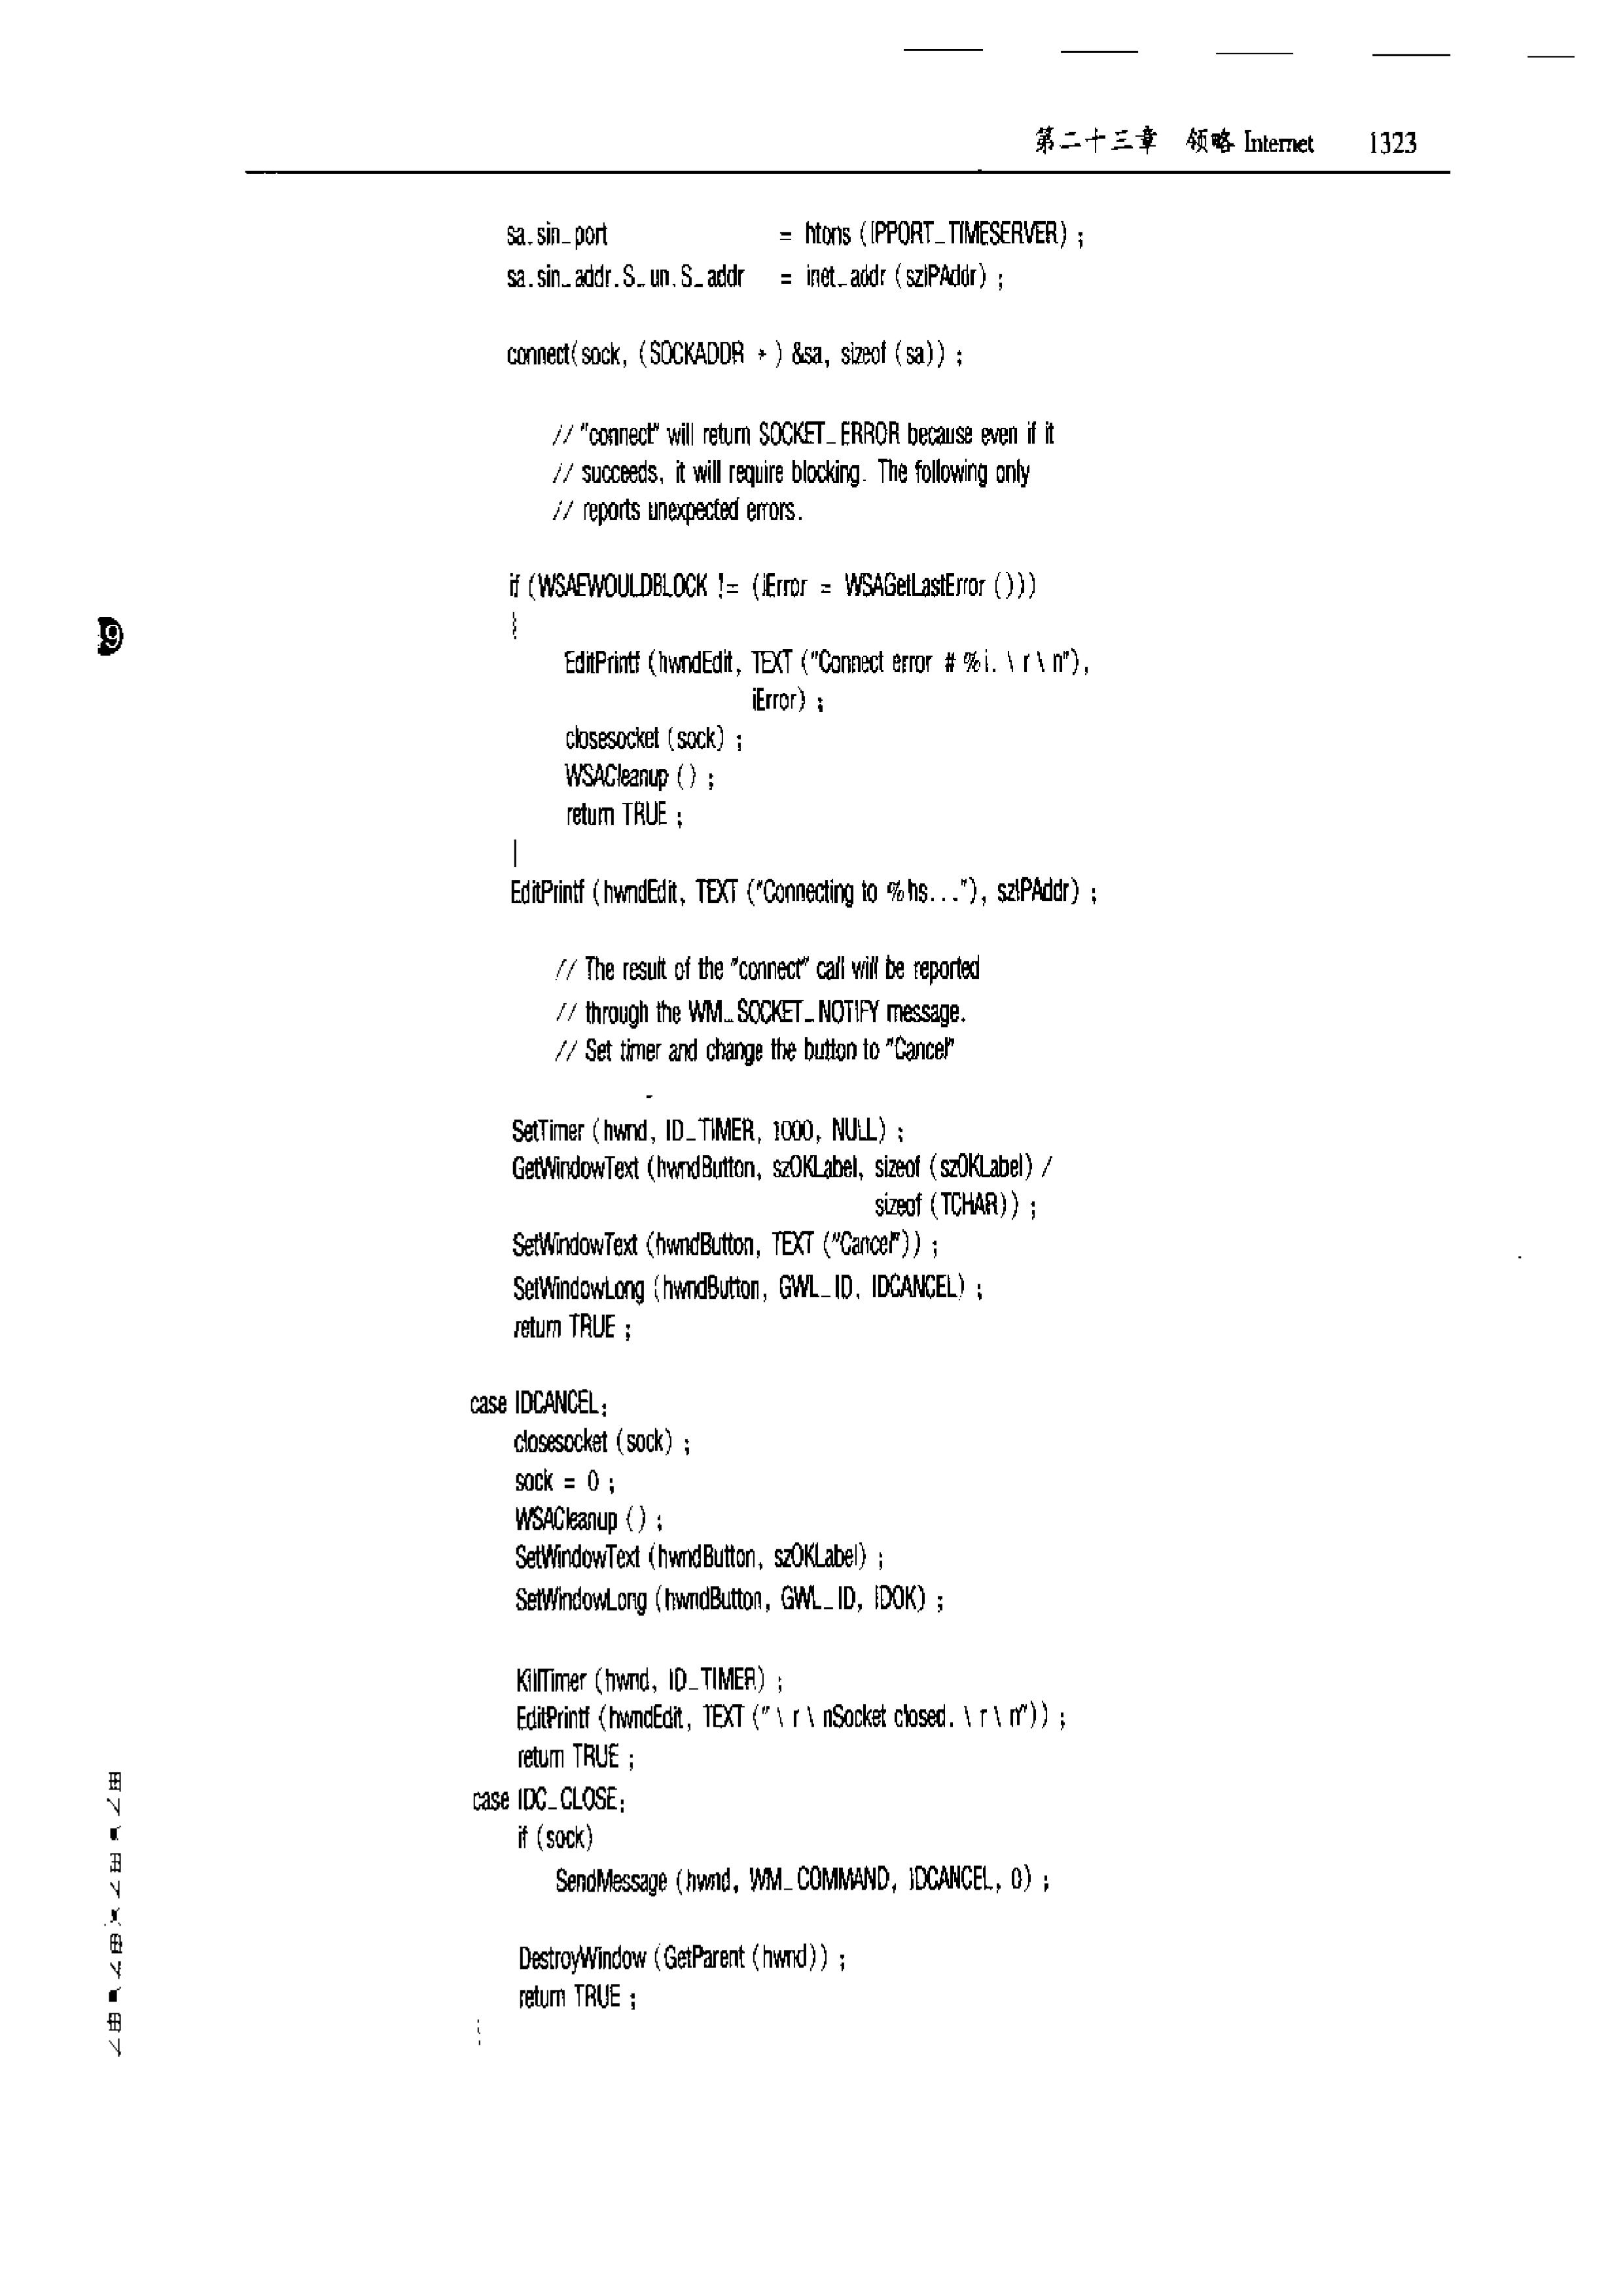 第二十三章 领略 Internet 1323
sa.sin_port = htons (IPPORT_TIMESERVER) ;
sa.sin_addr.S_un.S_addr = inet_addr (szIPAddr) ;
connect(sock, (SOCKADDR *) &sa, sizeof (sa)) ;
// "connect" will return SOCKET_ERROR because even if it
// succeeds, it will require blocking. The following only
// reports unexpected errors.
if (WSAEWOULDBLOCK != (iError = WSAGetLastError ()))
{
EditPrintf (hwndEdit, TEXT ("Connect error # %i. \ r \ n"),
iError) ;
closesocket (sock) ;
WSACleanup () ;
return TRUE ;
}
EditPrintf (hwndEdit, TEXT ("Connecting to %hs..."), szIPAddr) ;
// The result of the "connect" call will be reported
// through the WM_SOCKET_NOTIFY message.
// Set timer and change the button to "Cancel"
SetTimer (hwnd, ID_TIMER, 1000, NULL) ;
GetWindowText (hwndButton, szOKLabel, sizeof (szOKLabel) /
sizeof (TCHAR)) ;
SetWindowText (hwndButton, TEXT ("Cancel")) ;
SetWindowLong (hwndButton, GWL_ID, IDCANCEL) ;
return TRUE ;
case IDCANCEL:
closesocket (sock) ;
sock = 0 ;
WSACleanup () ;
SetWindowText (hwndButton, szOKLabel) ;
SetWindowLong (hwndButton, GWL_ID, IDOK) ;
KillTimer (hwnd, ID_TIMER) ;
EditPrintf (hwndEdit, TEXT (" \ r \ nSocket closed. \ r \ n")) ;
return TRUE ;
case IDC_CLOSE:
if (sock)
SendMessage (hwnd, WM_COMMAND, IDCANCEL, 0) ;
DestroyWindow (GetParent (hwnd)) ;
return TRUE ;
}